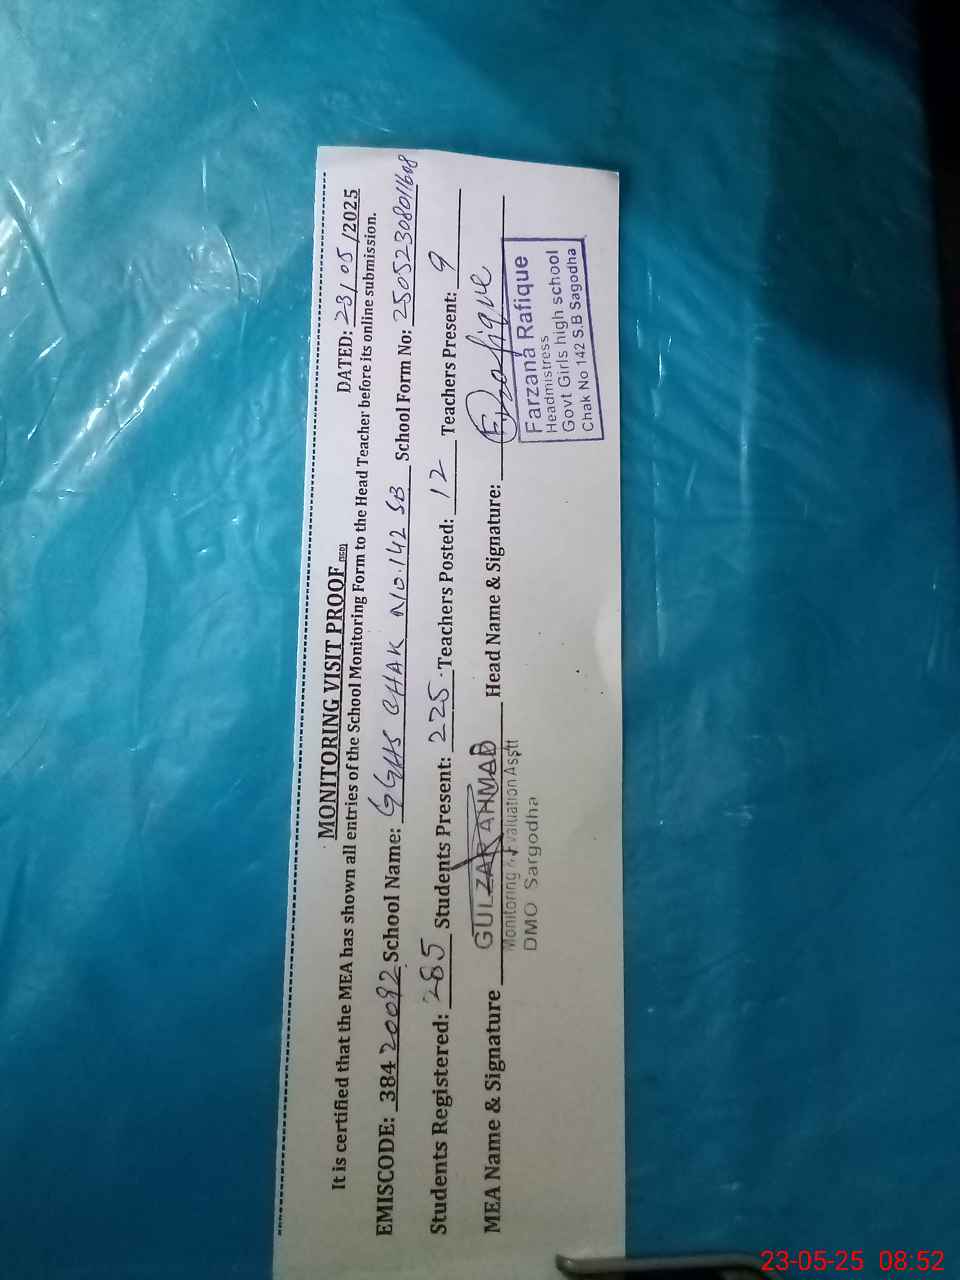 MONITORING VISIT PROOF DATED: 23/05/2025
It is certified that the MEA has shown all entries of the School Monitoring Form to the Head Teacher before its online submission.
EMISCODE: 38420092 School Name: GGHS CHAK NO.142 SB School Form No: 25052308011608
Students Registered: 285 Students Present: 225 Teachers Posted: 12 Teachers Present: 9
MEA Name & Signature GULZAR AHMAD Head Name & Signature: Rafique
Monitoring & Evaluation Asstt
DMO Sargodha
Farzana Rafique
Headmistress
Govt Girls high school
Chak No 142 S.B Sagodha
23-05-25 08:52